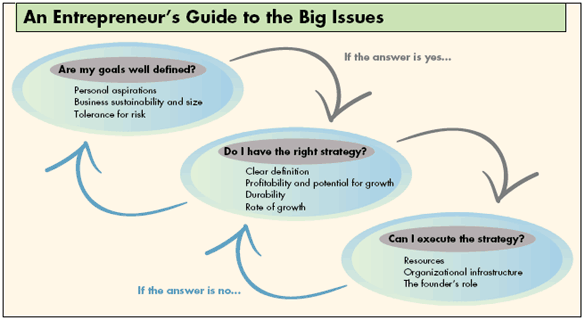 An Entrepreneur's Guide to the Big Issues
If the answer is yes...
Are my goals well defined?
Personal aspirations
Business sustainability and size
Tolerance for risk
Do I have the right strategy?
Clear definition
Profitability and potential for growth
Durability
Rate of growth
Can I execute the strategy?
Resources
Organizational infrastructure
The founder's role
If the answer is no...